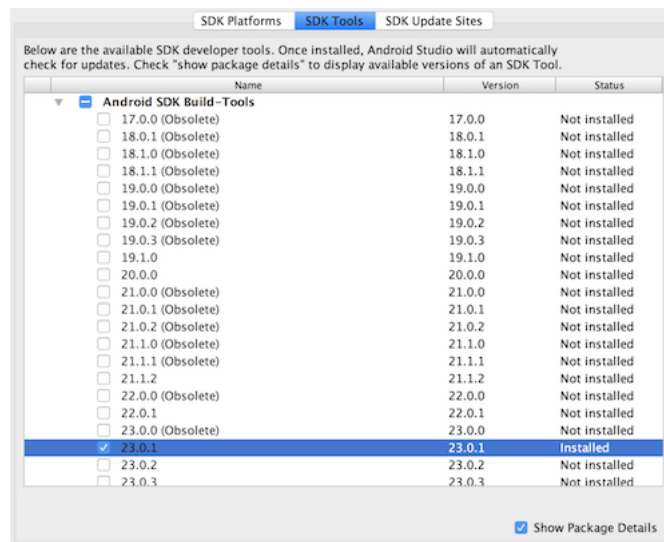 SDK Platforms SDK Tools SDK Update Sites
Below are the available SDK developer tools. Once installed, Android Studio will automatically
check for updates. Check "show package details" to display available versions of an SDK Tool.
Name Version Status
Android SDK Build-Tools
17.0.0 (Obsolete) 17.0.0 Not installed
18.0.1 (Obsolete) 18.0.1 Not installed
18.1.0 (Obsolete) 18.1.0 Not installed
18.1.1 (Obsolete) 18.1.1 Not installed
19.0.0 (Obsolete) 19.0.0 Not installed
19.0.1 (Obsolete) 19.0.1 Not installed
19.0.2 (Obsolete) 19.0.2 Not installed
19.0.3 (Obsolete) 19.0.3 Not installed
19.1.0 19.1.0 Not installed
20.0.0 20.0.0 Not installed
21.0.0 (Obsolete) 21.0.0 Not installed
21.0.1 (Obsolete) 21.0.1 Not installed
21.0.2 (Obsolete) 21.0.2 Not installed
21.1.0 (Obsolete) 21.1.0 Not installed
21.1.1 (Obsolete) 21.1.1 Not installed
21.1.2 21.1.2 Not installed
22.0.0 (Obsolete) 22.0.0 Not installed
22.0.1 22.0.1 Not installed
23.0.0 (Obsolete) 23.0.0 Not installed
23.0.1 23.0.1 Installed
23.0.2 23.0.2 Not installed
23.0.3 23.0.3 Not installed
Show Package Details